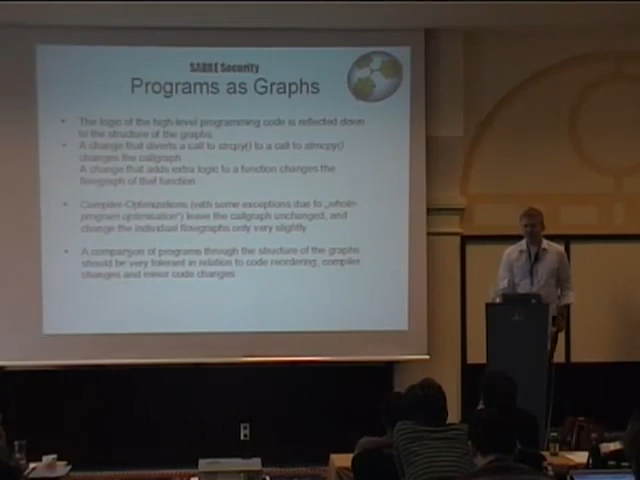 SABRE Security
Programs as Graphs
• The logic of the high-level programming code is reflected down
to the structure of the graphs.
• A change that diverts a call to strcpy() to a call to strncpy()
changes the callgraph
A change that adds extra logic to a function changes the
flowgraph of that function
• Compiler-Optimizations (with some exceptions due to „whole-
program optimisation“) leave the callgraph unchanged, and
change the individual flowgraphs only very slightly
• A comparison of programs through the structure of the graphs
should be very tolerant in relation to code reordering, compiler
changes and minor code changes